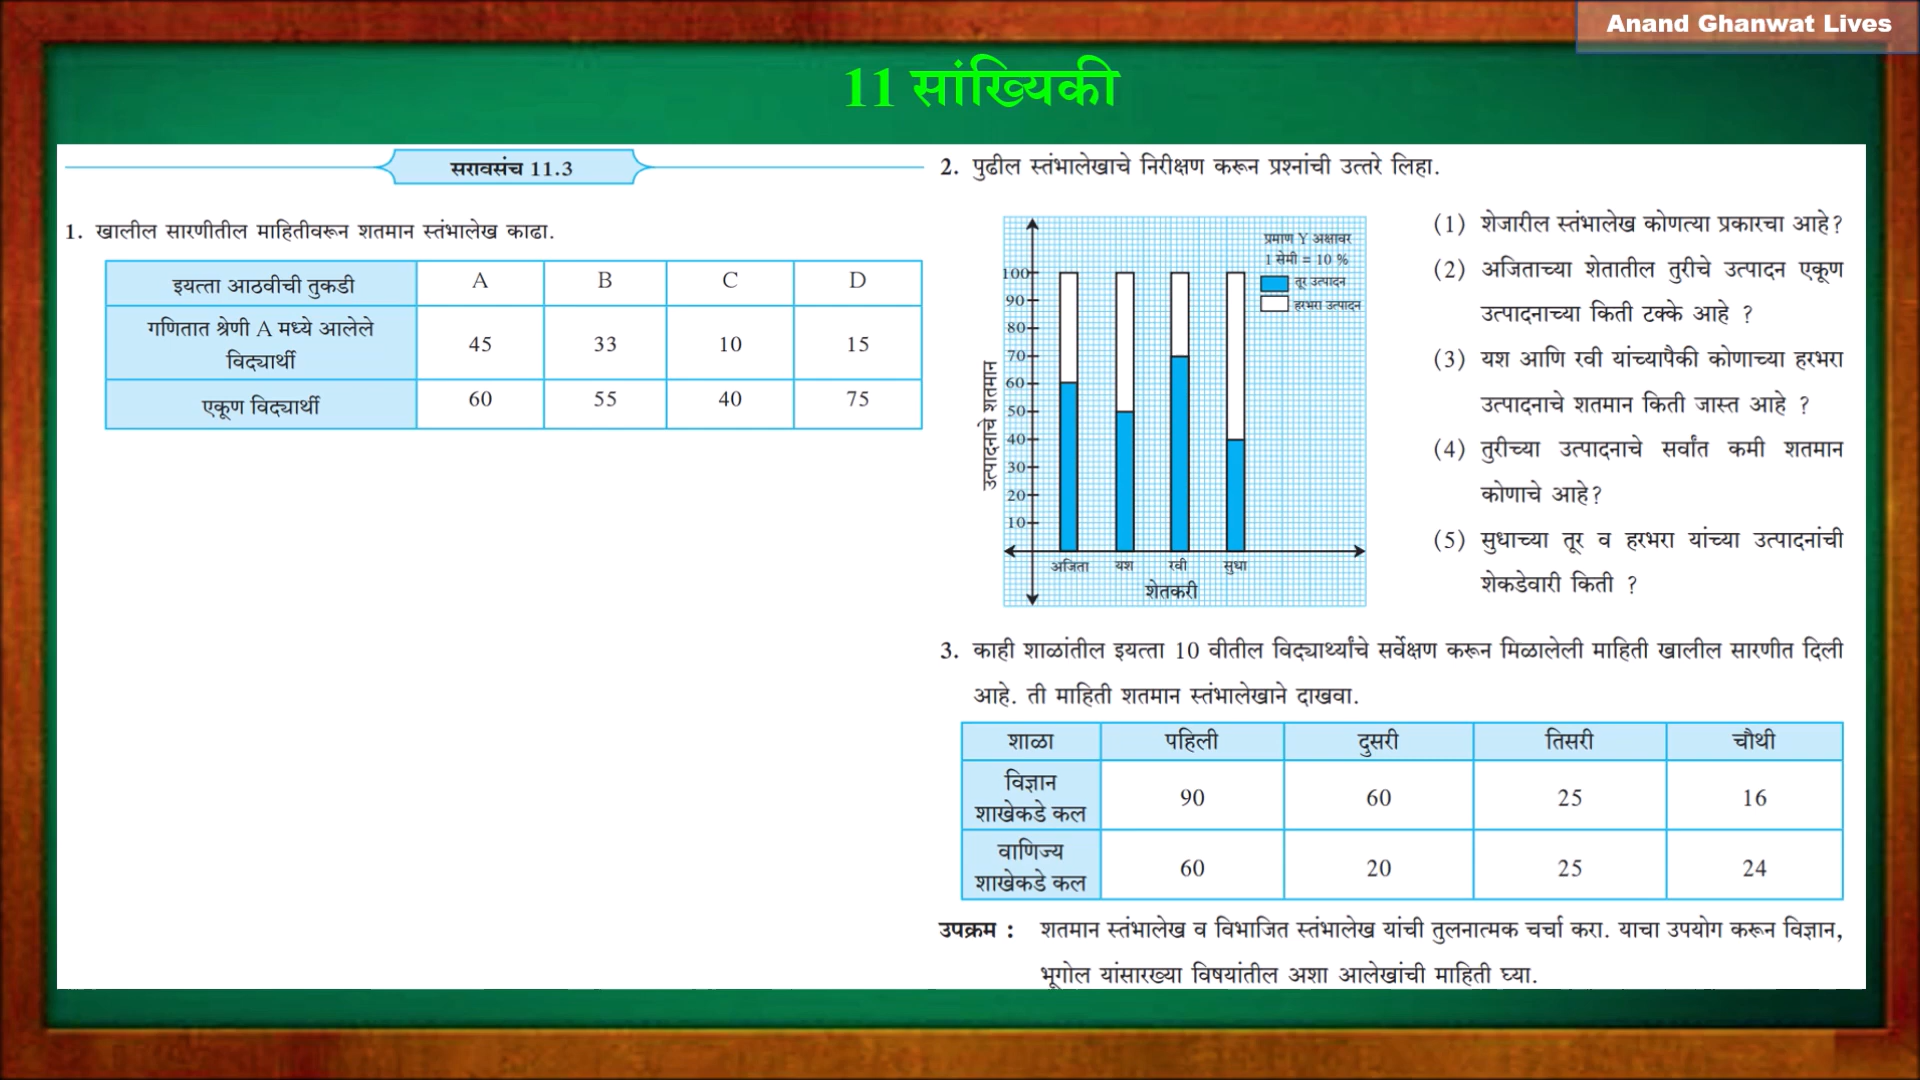 Anand Ghanwat Lives
11 सांख्यिकी
सरावसंच 11.3
1. खालील सारणीतील माहितीवरून शतमान स्तंभालेख काढा.
इयत्ता आठवीची तुकडी A B C D
गणितात श्रेणी A मध्ये आलेले
विद्यार्थी 45 33 10 15
एकूण विद्यार्थी 60 55 40 75
2. पुढील स्तंभालेखाचे निरीक्षण करून प्रश्नांची उत्तरे लिहा.
प्रमाण Y अक्षावर
1 सेमी = 10 %
तूर उत्पादन
हरभरा उत्पादन
100
90
80
70
60
50
40
30
20
10
उत्पादनाचे शतमान
अजिता यश रवी सुधा
शेतकरी
(1) शेजारील स्तंभालेख कोणत्या प्रकारचा आहे?
(2) अजिताच्या शेतातील तुरीचे उत्पादन एकूण
उत्पादनाच्या किती टक्के आहे ?
(3) यश आणि रवी यांच्यापैकी कोणाच्या हरभरा
उत्पादनाचे शतमान किती जास्त आहे ?
(4) तुरीच्या उत्पादनाचे सर्वांत कमी शतमान
कोणाचे आहे?
(5) सुधाच्या तूर व हरभरा यांच्या उत्पादनांची
शेकडेवारी किती ?
3. काही शाळांतील इयत्ता 10 वीतील विद्यार्थ्यांचे सर्वेक्षण करून मिळालेली माहिती खालील सारणीत दिली
आहे. ती माहिती शतमान स्तंभालेखाने दाखवा.
शाळा पहिली दुसरी तिसरी चौथी
विज्ञान
शाखेकडे कल 90 60 25 16
वाणिज्य
शाखेकडे कल 60 20 25 24
उपक्रम : शतमान स्तंभालेख व विभाजित स्तंभालेख यांची तुलनात्मक चर्चा करा. याचा उपयोग करून विज्ञान,
भूगोल यांसारख्या विषयांतील अशा आलेखांची माहिती घ्या.